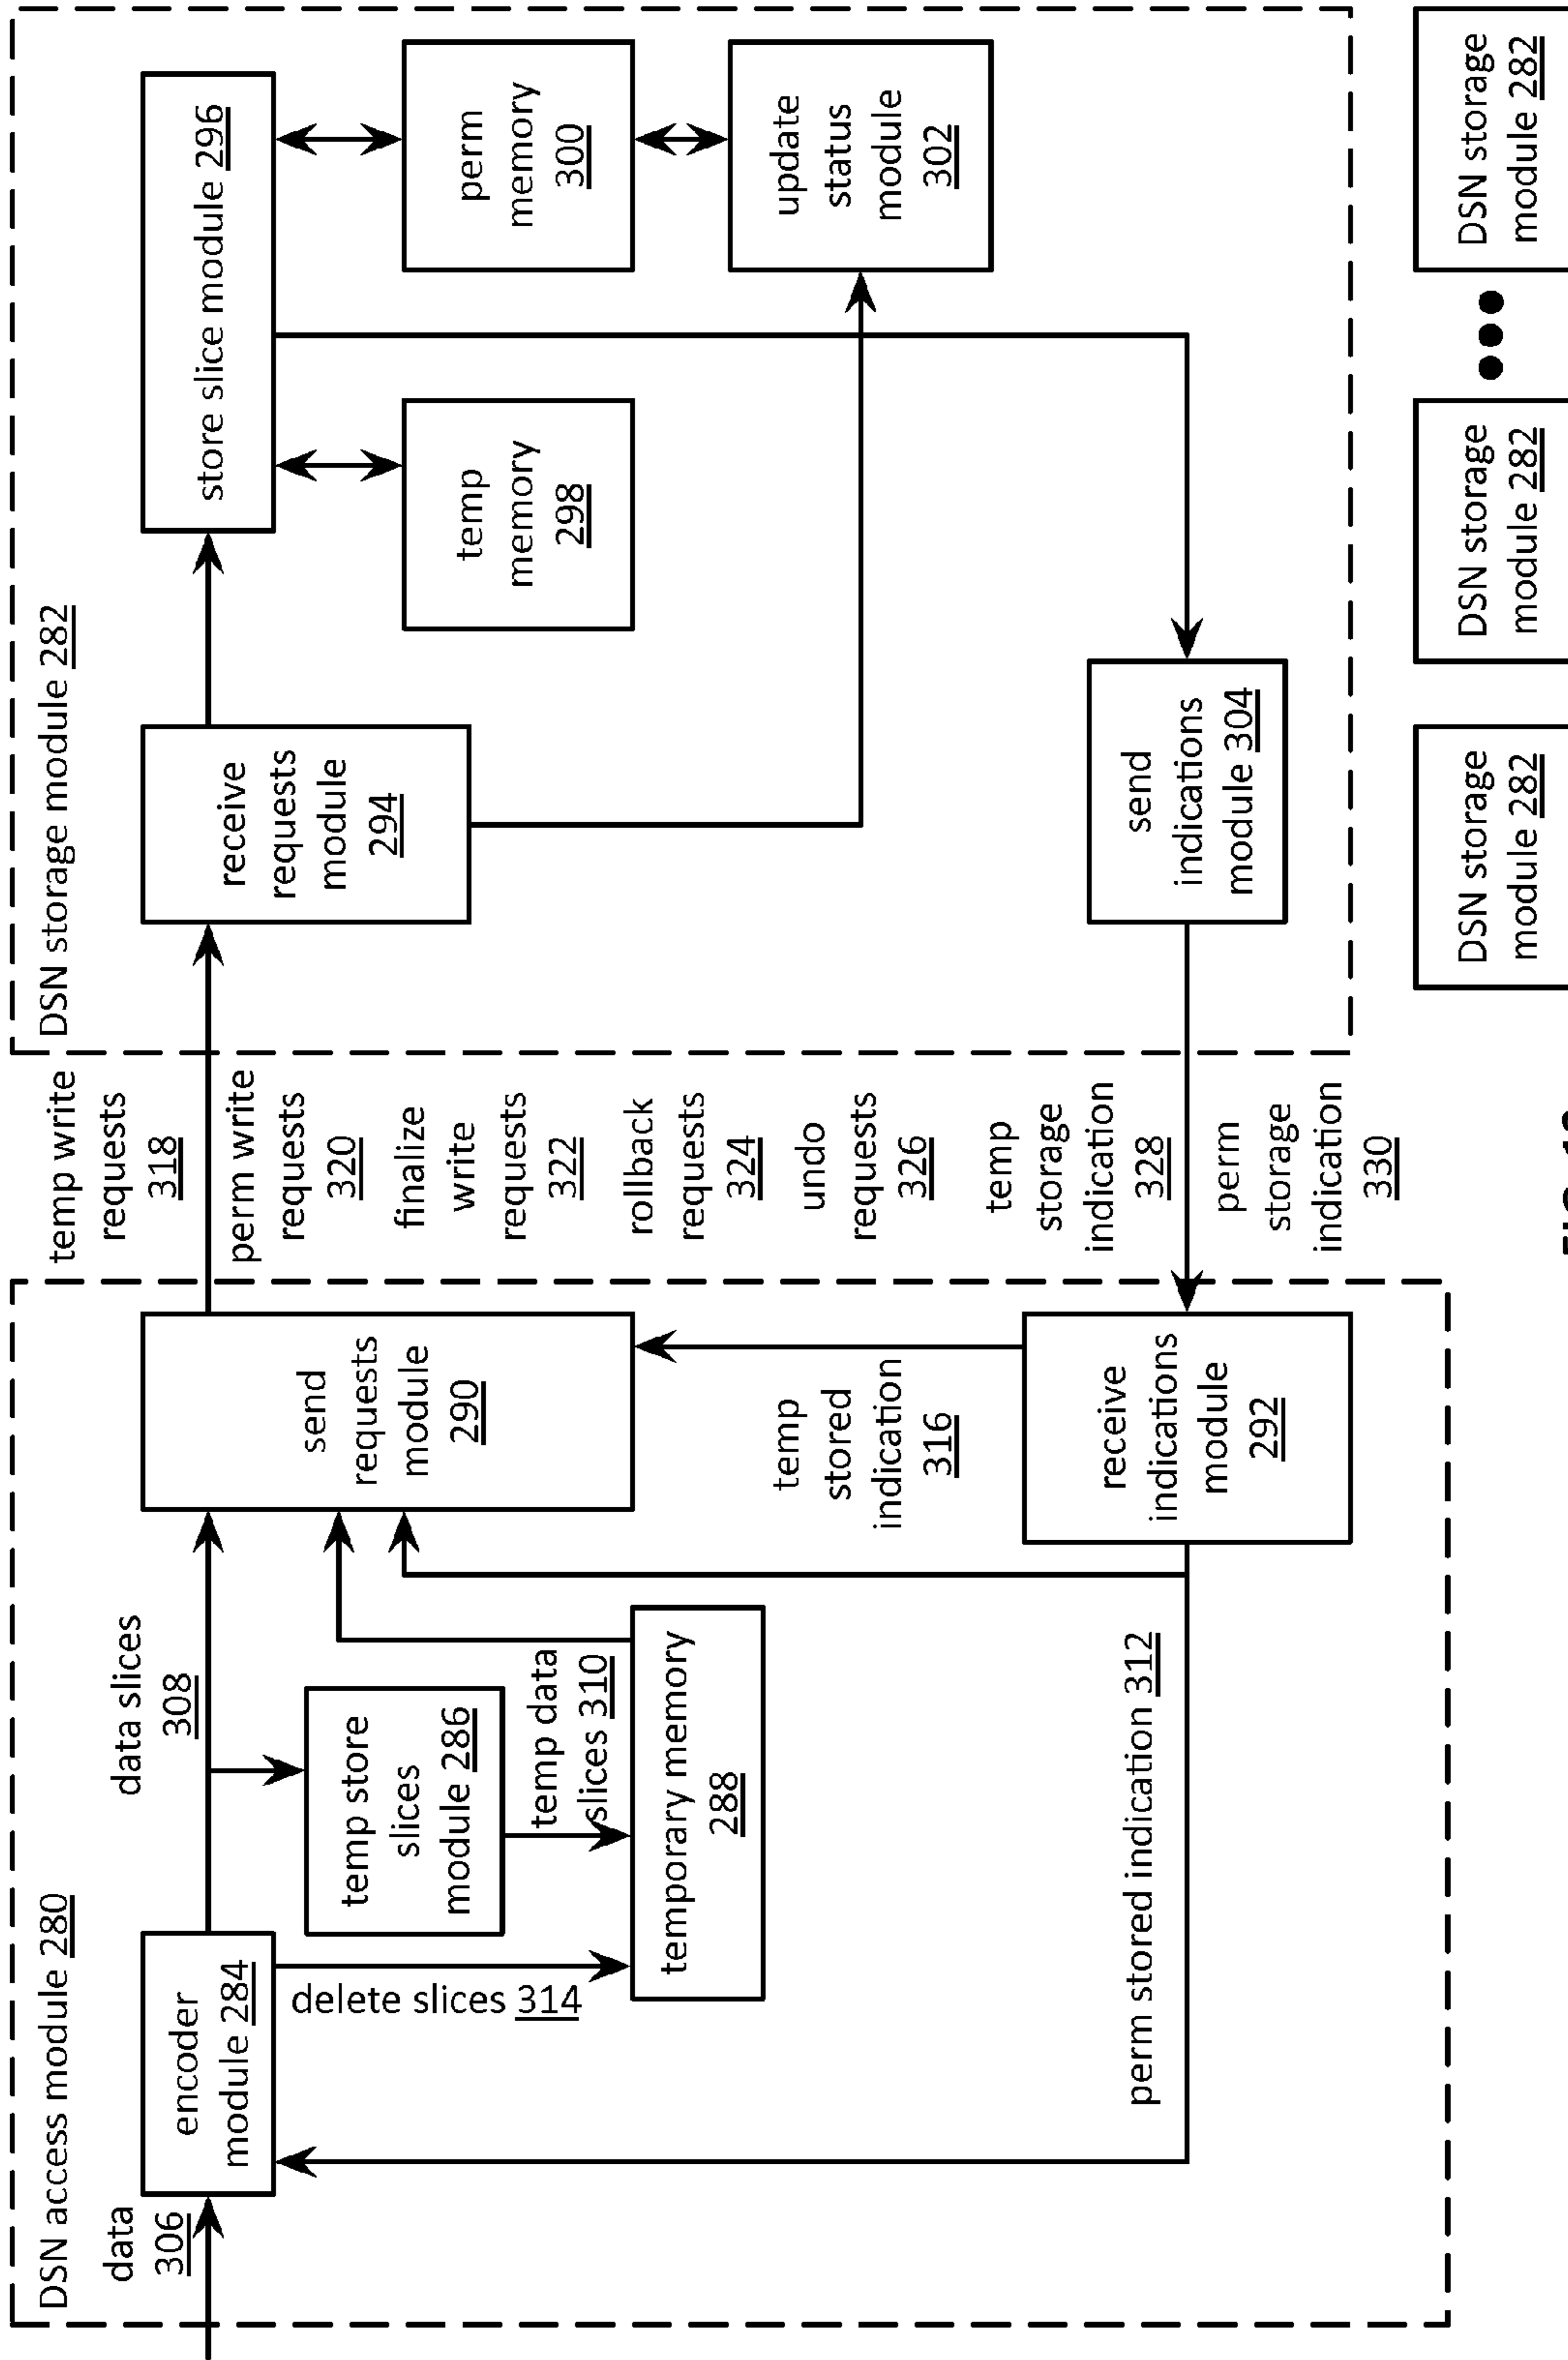 DSN access module 280
data
306
encoder
module 284
data slices
308
delete slices 314
temp store
slices
module 286
temp data
slices 310
temporary memory
288
perm stored indication 312
send
requests
module
290
temp
stored
indication
316
receive
indications
module
292
temp write
requests
318
perm write
requests
320
finalize
write
requests
322
rollback
requests
324
undo
requests
326
temp
storage
indication
328
perm
storage
indication
330
DSN storage module 282
receive
requests
module
294
store slice module 296
temp
memory
298
perm
memory
300
update
status
module
302
send
indications
module 304
DSN storage
module 282
DSN storage
module 282
DSN storage
module 282